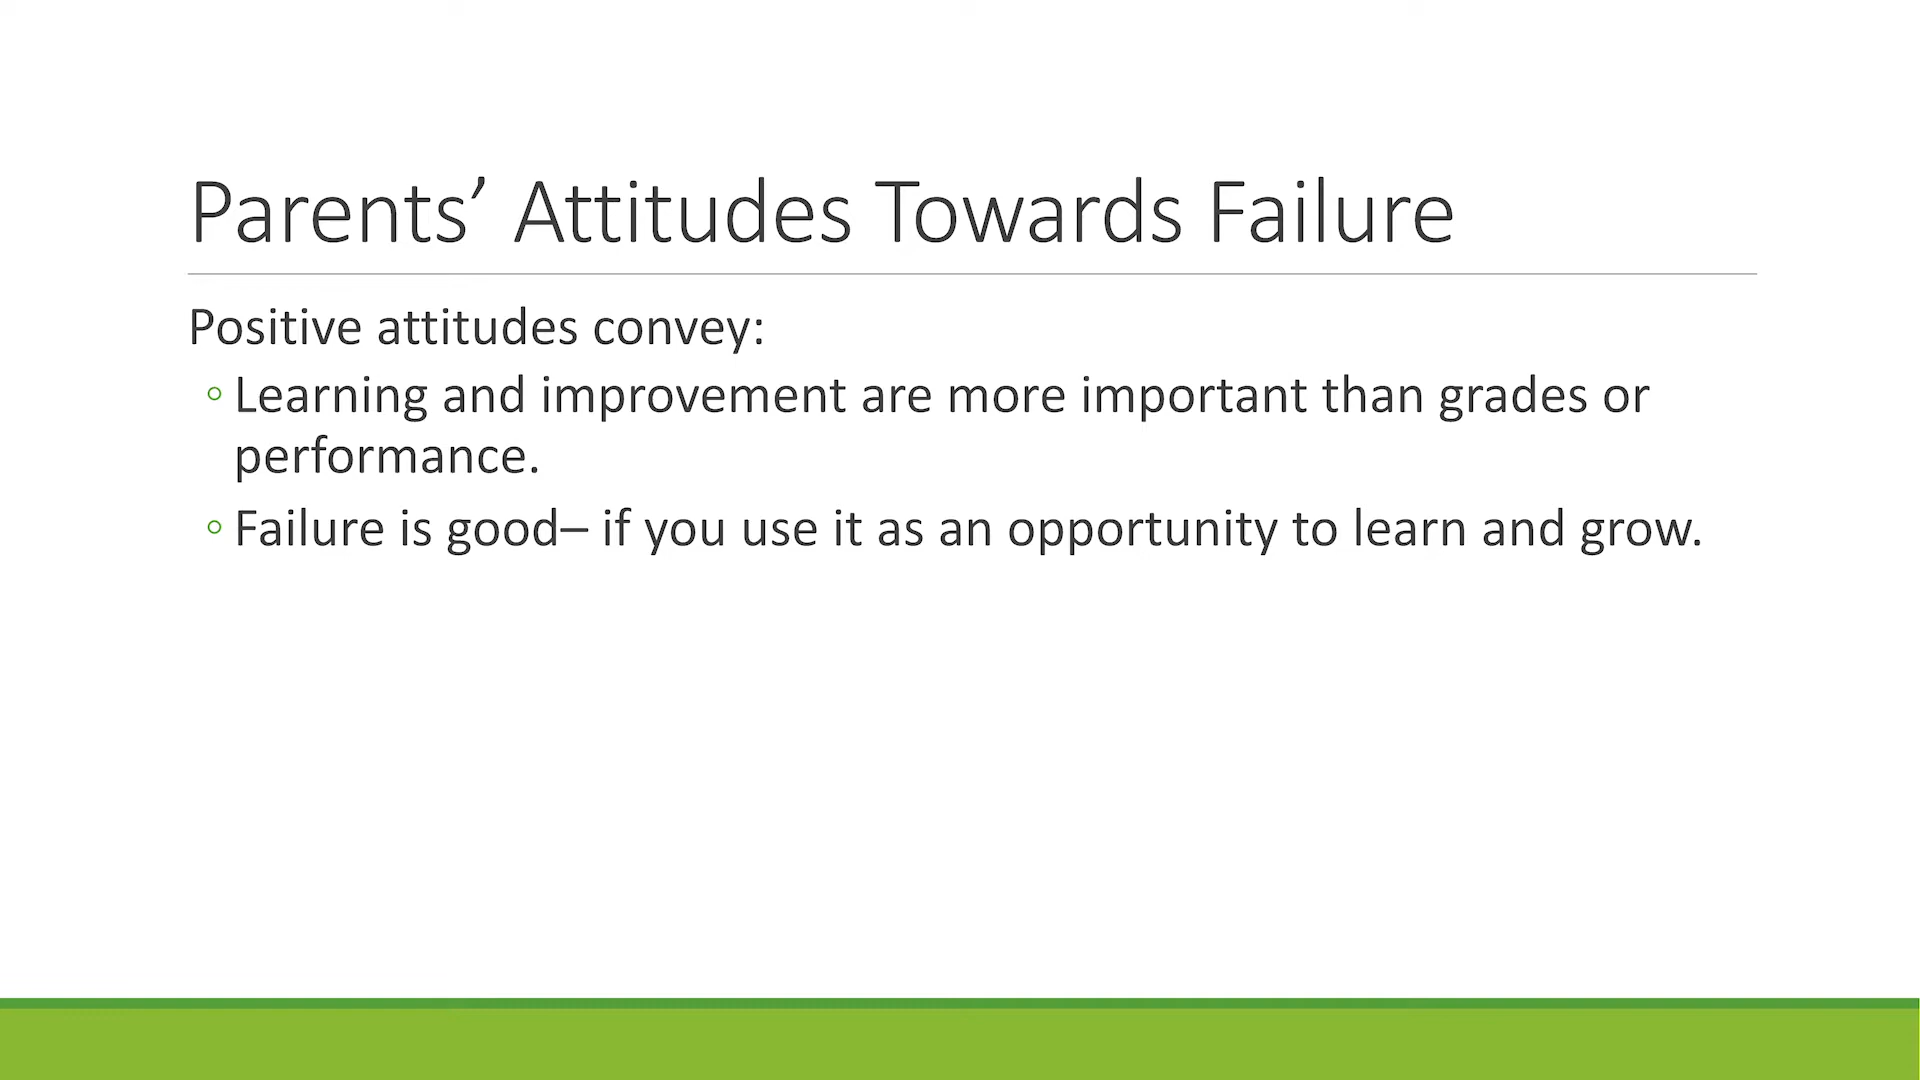 Parents’ Attitudes Towards Failure
Positive attitudes convey:
◦ Learning and improvement are more important than grades or
performance.
◦ Failure is good– if you use it as an opportunity to learn and grow.